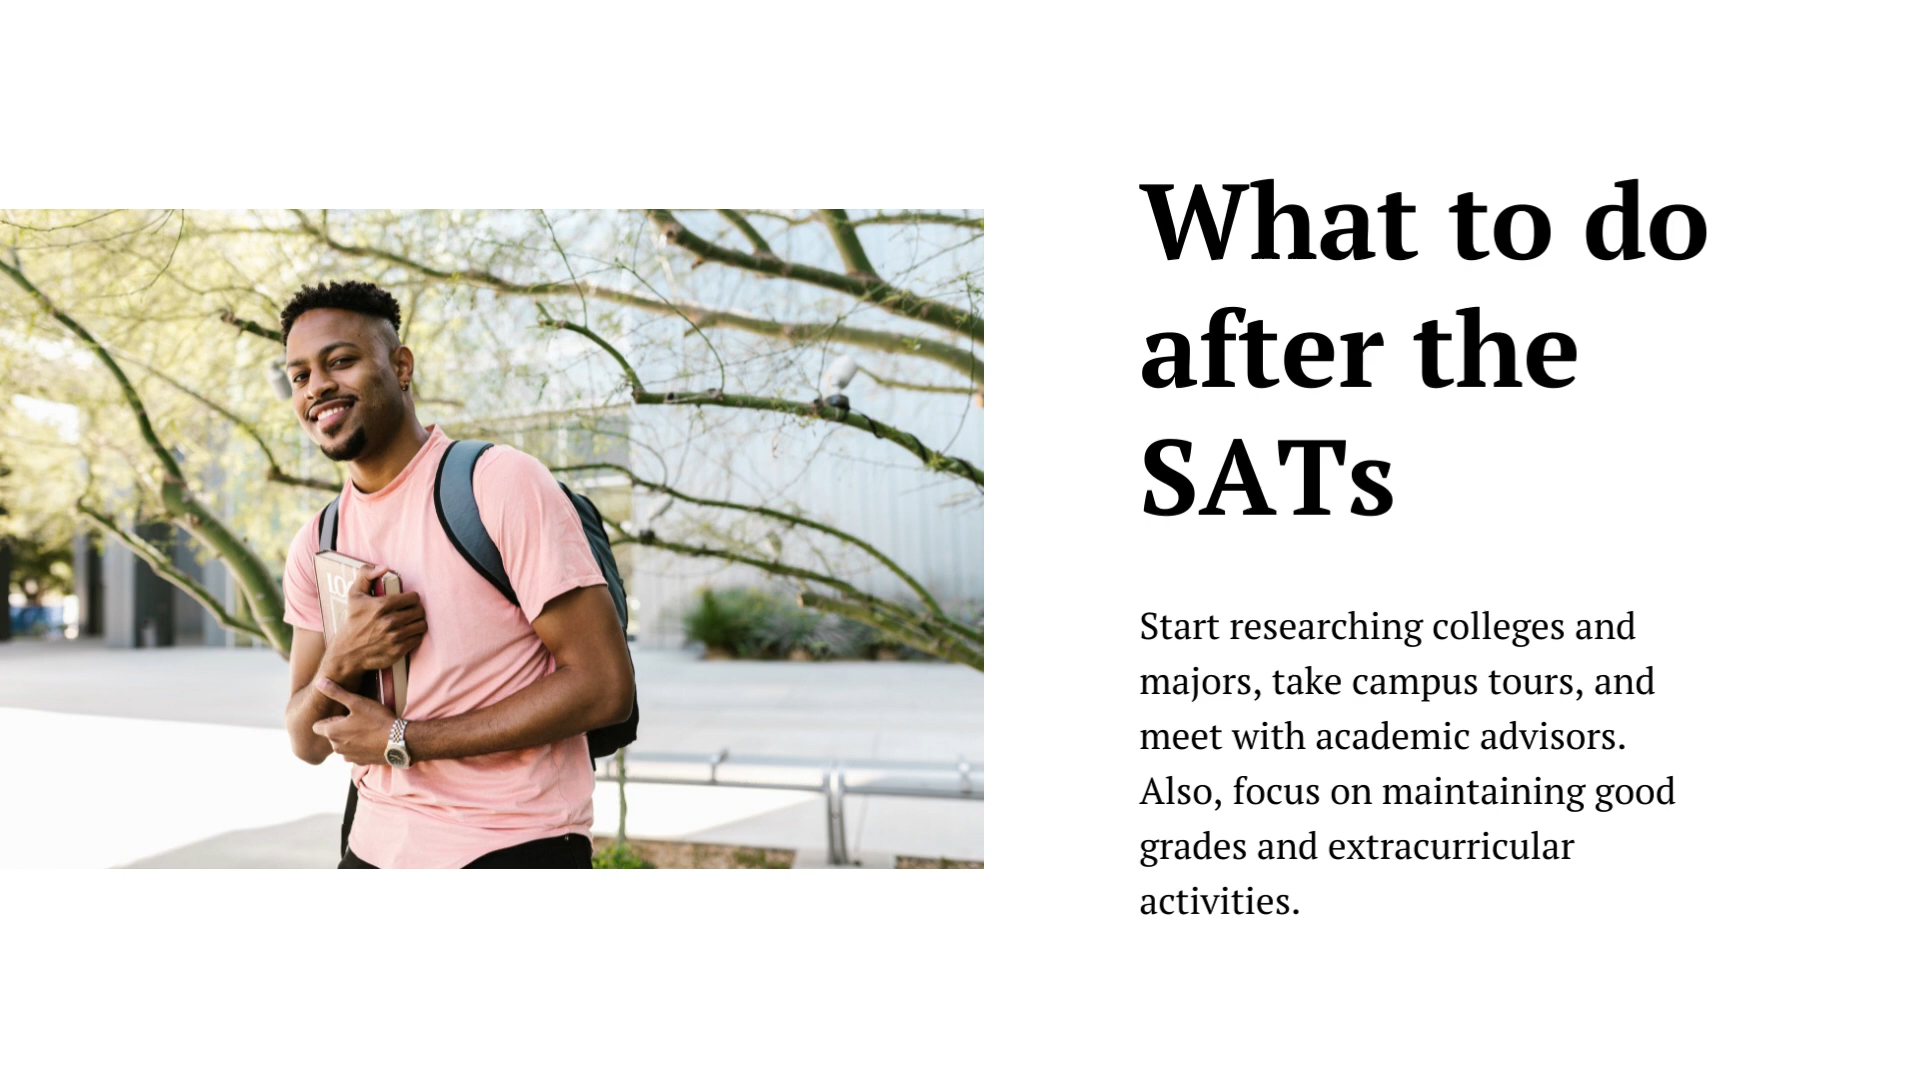 What to do
after the
SATs
Start researching colleges and
majors, take campus tours, and
meet with academic advisors.
Also, focus on maintaining good
grades and extracurricular
activities.